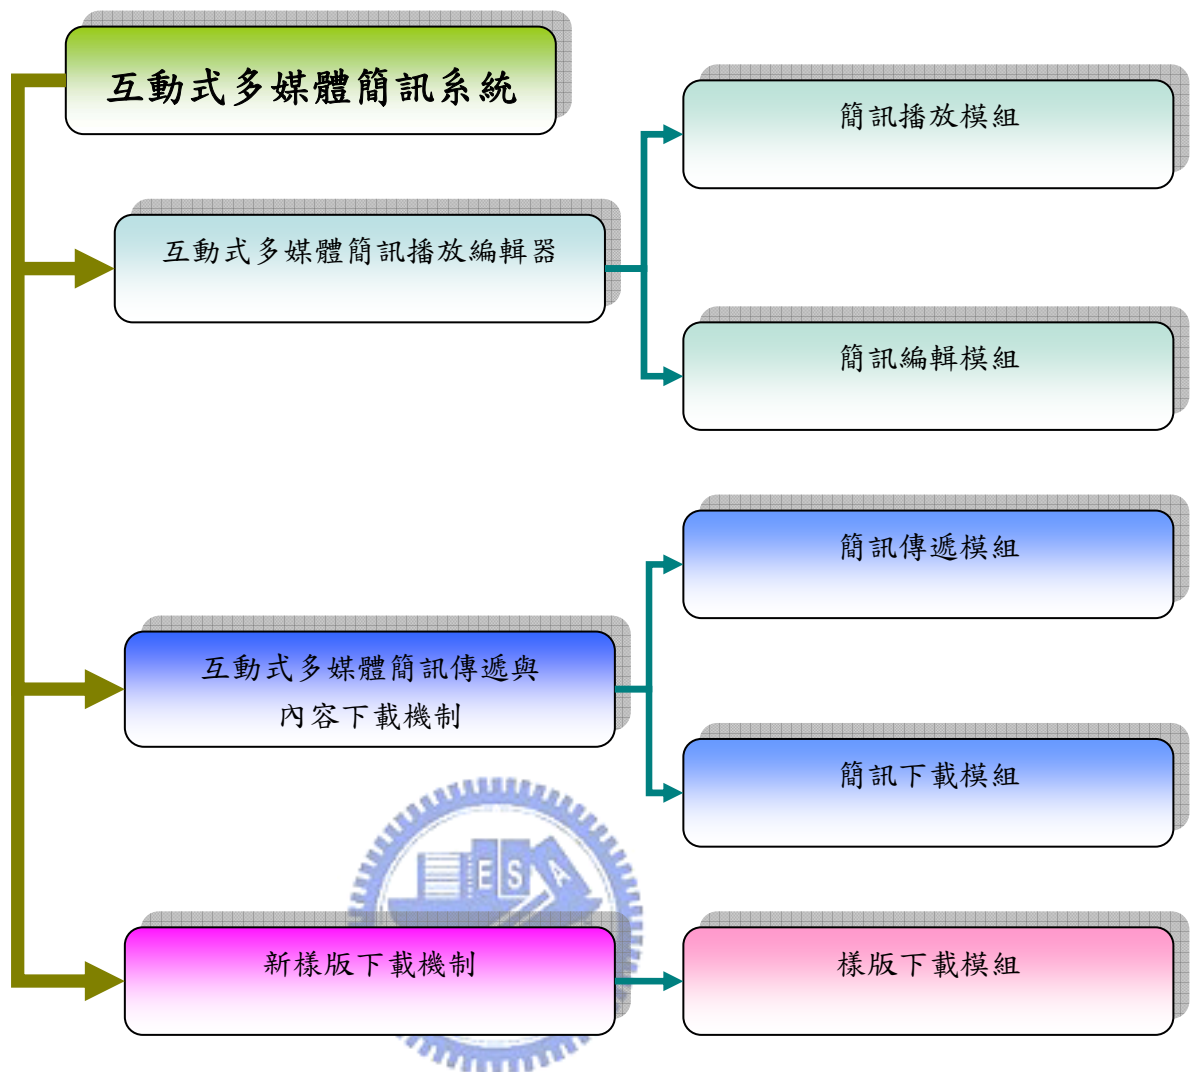 互動式多媒體簡訊系統
簡訊播放模組
互動式多媒體簡訊播放編輯器
簡訊編輯模組
簡訊傳遞模組
互動式多媒體簡訊傳遞與
內容下載機制
簡訊下載模組
ESA
新樣版下載機制
樣版下載模組